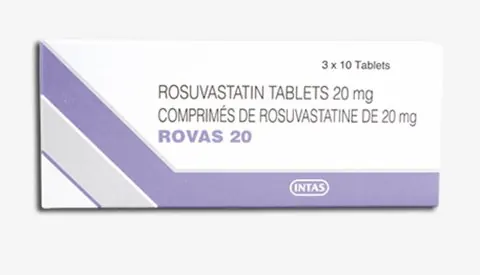 3 x 10 Tablets
ROSUVASTATIN TABLETS 20 mg
COMPRIMÉS DE ROSUVASTATINE DE 20 mg
ROVAS 20
INTAS